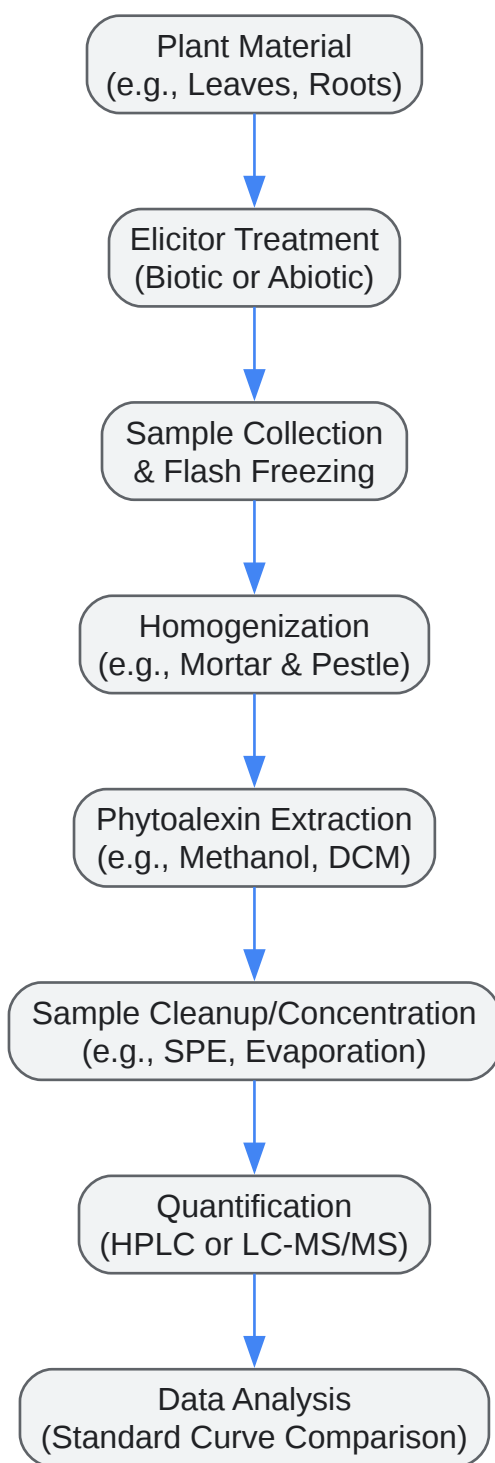 Plant Material
(e.g., Leaves, Roots)
Elicitor Treatment
(Biotic or Abiotic)
Sample Collection
& Flash Freezing
Homogenization
(e.g., Mortar & Pestle)
Phytoalexin Extraction
(e.g., Methanol, DCM)
Sample Cleanup/Concentration
(e.g., SPE, Evaporation)
Quantification
(HPLC or LC-MS/MS)
Data Analysis
(Standard Curve Comparison)